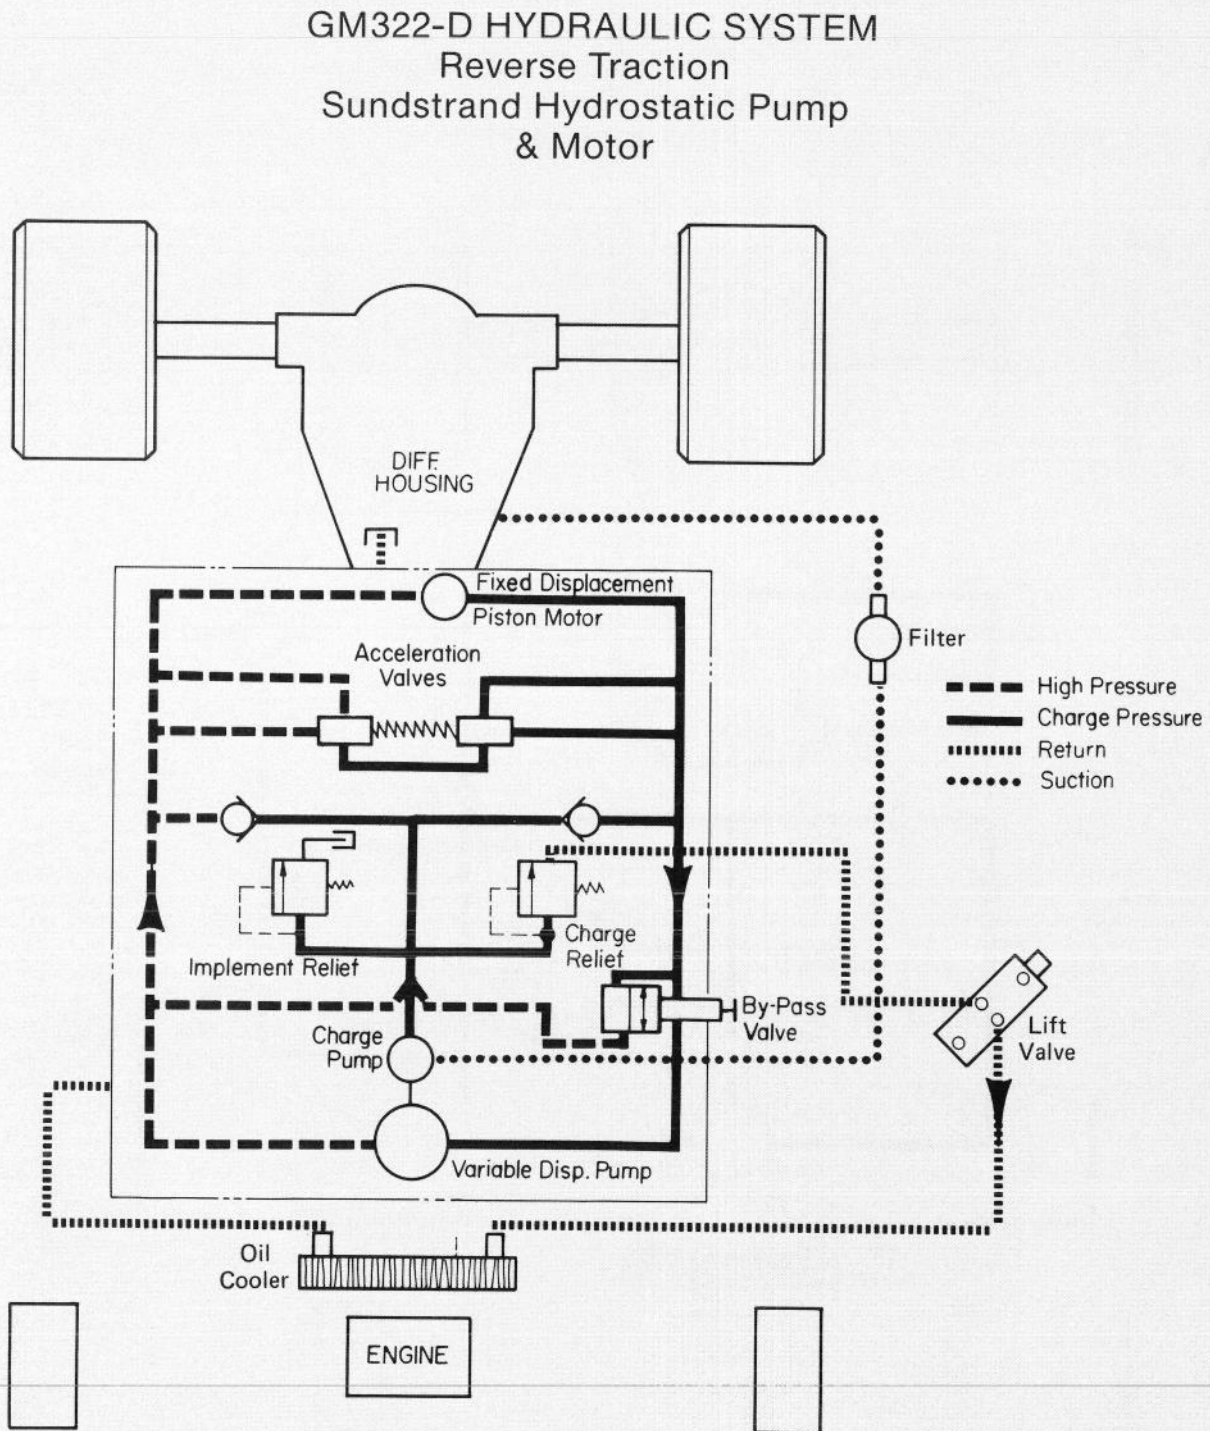 GM322-D HYDRAULIC SYSTEM
Reverse Traction
Sundstrand Hydrostatic Pump
& Motor
DIFF.
HOUSING
Fixed Displacement
Piston Motor
Acceleration
Valves
Filter
High Pressure
Charge Pressure
Return
Suction
Implement Relief
Charge
Relief
By-Pass
Valve
Charge
Pump
Lift
Valve
Variable Disp. Pump
Oil
Cooler
ENGINE